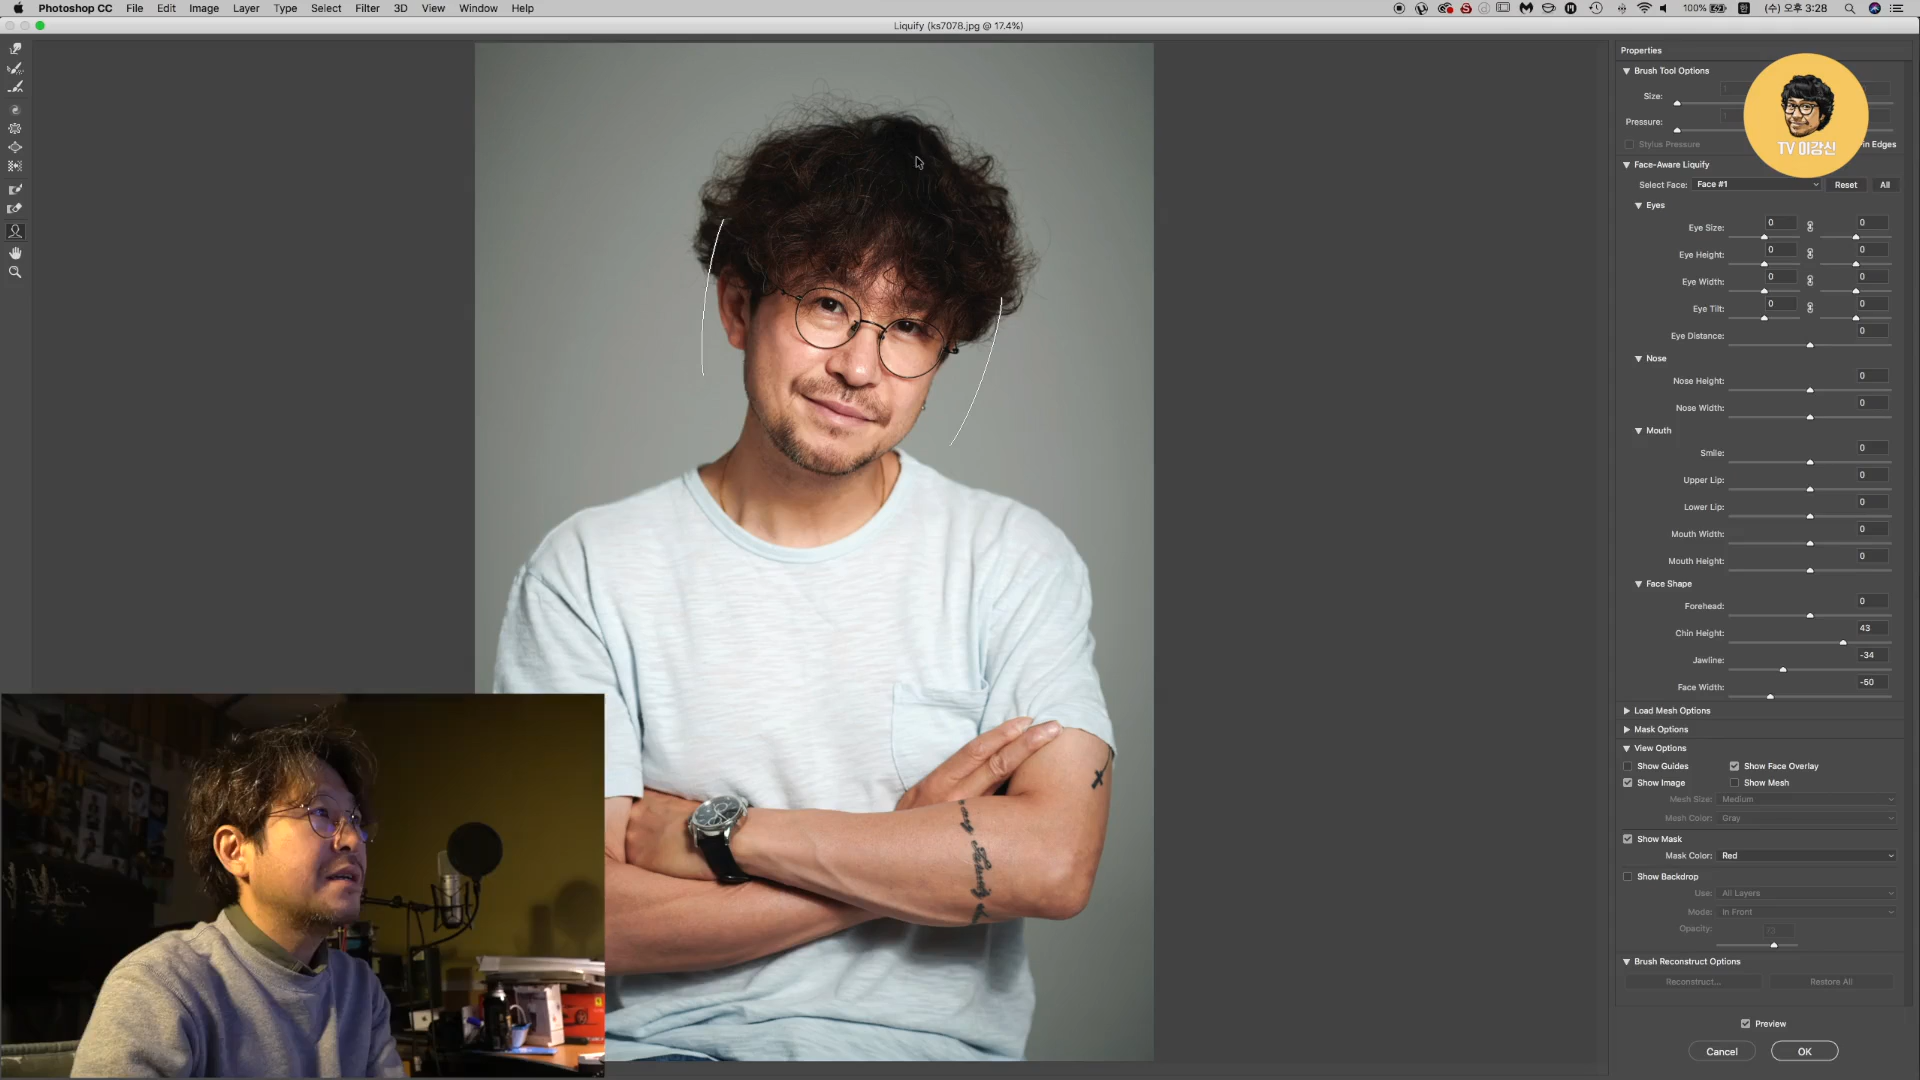 Photoshop CC File Edit Image Layer Type Select Filter 3D View Window Help
100% (수) 오후 3:28
Liquify (ks7078.jpg @ 17.4%)
Properties
Brush Tool Options
Size:
Pressure:
Stylus Pressure
in Edges
TV 이강신
Face-Aware Liquify
Select Face: Face #1 Reset All
Eyes
Eye Size: 0 0
Eye Height: 0 0
Eye Width: 0 0
Eye Tilt: 0 0
Eye Distance: 0
Nose
Nose Height: 0
Nose Width: 0
Mouth
Smile: 0
Upper Lip: 0
Lower Lip: 0
Mouth Width: 0
Mouth Height: 0
Face Shape
Forehead: 0
Chin Height: 43
Jawline: -34
Face Width: -50
Load Mesh Options
Mask Options
View Options
Show Guides Show Face Overlay
Show Image Show Mesh
Mesh Size: Medium
Mesh Color: Gray
Show Mask
Mask Color: Red
Show Backdrop
Use: All Layers
Mode: In Front
Opacity:
Brush Reconstruct Options
Reconstruct... Restore All
Preview
Cancel OK